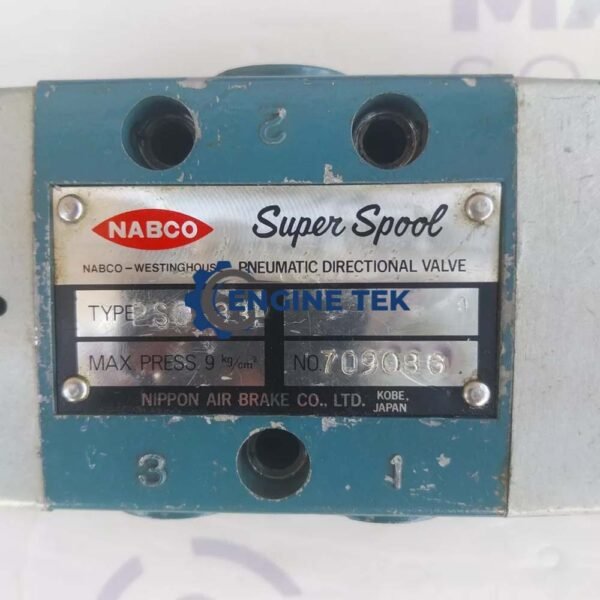 2
NABCO Super Spool
NABCO-WESTINGHOUSE PNEUMATIC DIRECTIONAL VALVE
TYPE
ENGINE TEK
MAX. PRESS. 9 kg/cm² NO. 709086
NIPPON AIR BRAKE CO., LTD. KOBE, JAPAN
3 1